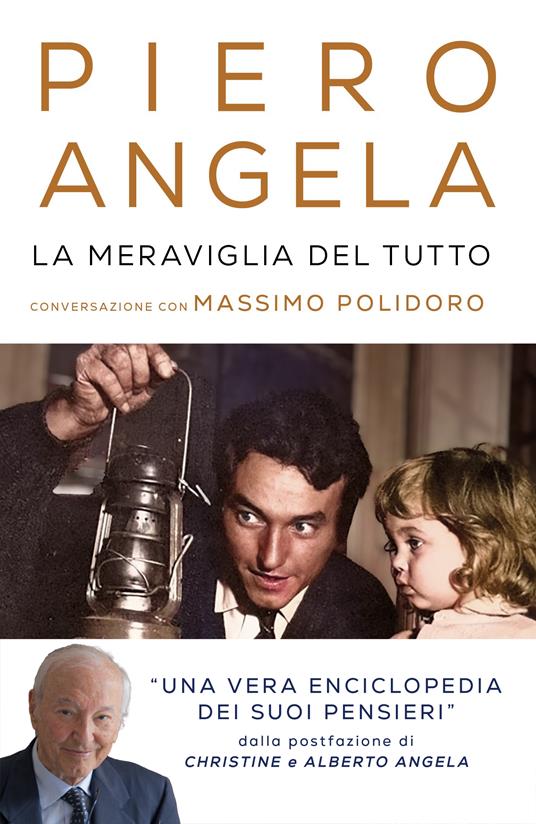 PIERO
ANGELA
LA MERAVIGLIA DEL TUTTO
CONVERSAZIONE CON MASSIMO POLIDORO
“UNA VERA ENCICLOPEDIA
DEI SUOI PENSIERI”
dalla postfazione di
CHRISTINE e ALBERTO ANGELA